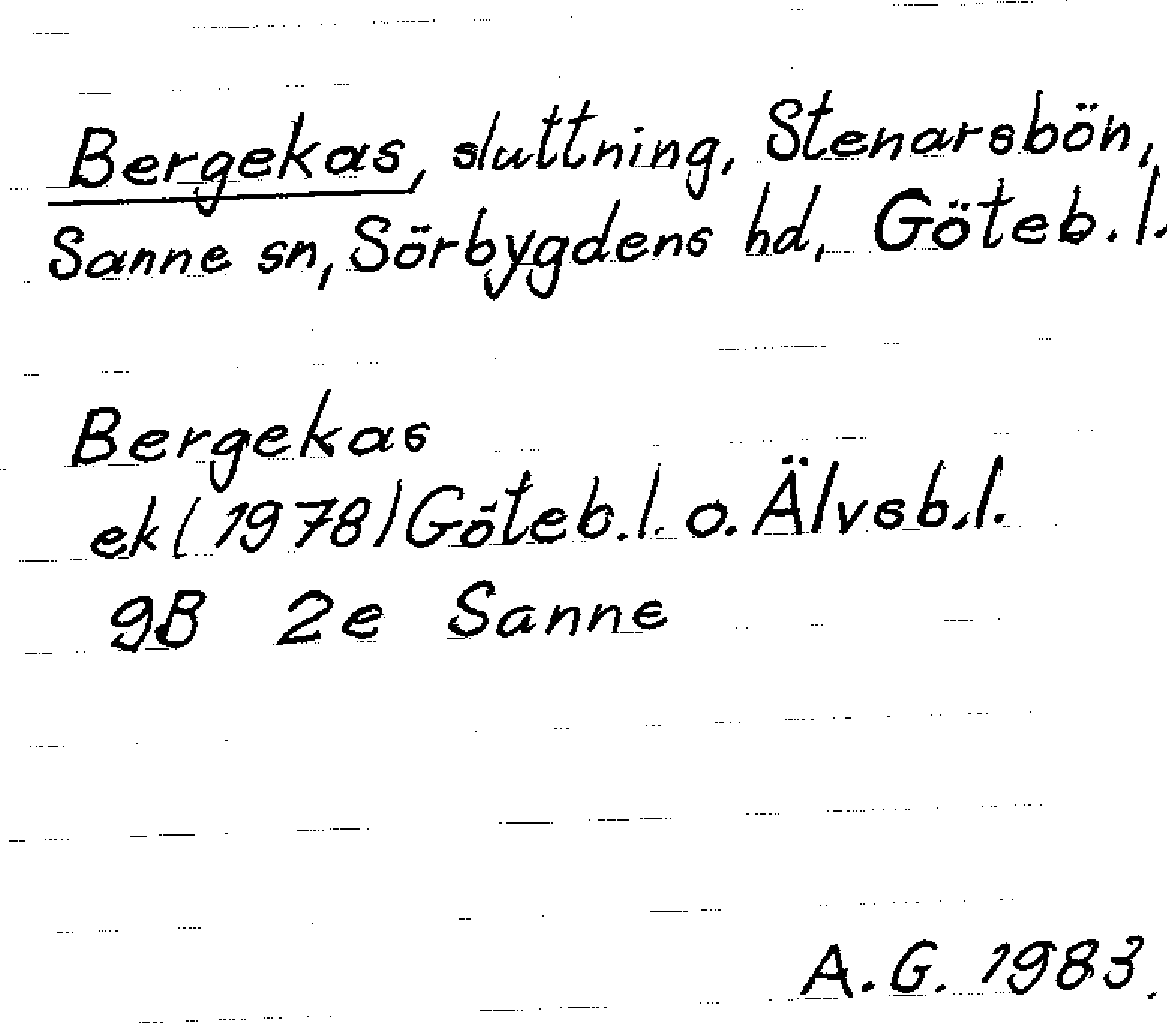 Bergekas, sluttning, Stenarsbön,
Sanne sn, Sörbygdens hd, Göteb. l.
Bergekas
ek (1978) Göteb. l. o. Älvsb. l.
9B 2e Sanne
A. G. 1983.